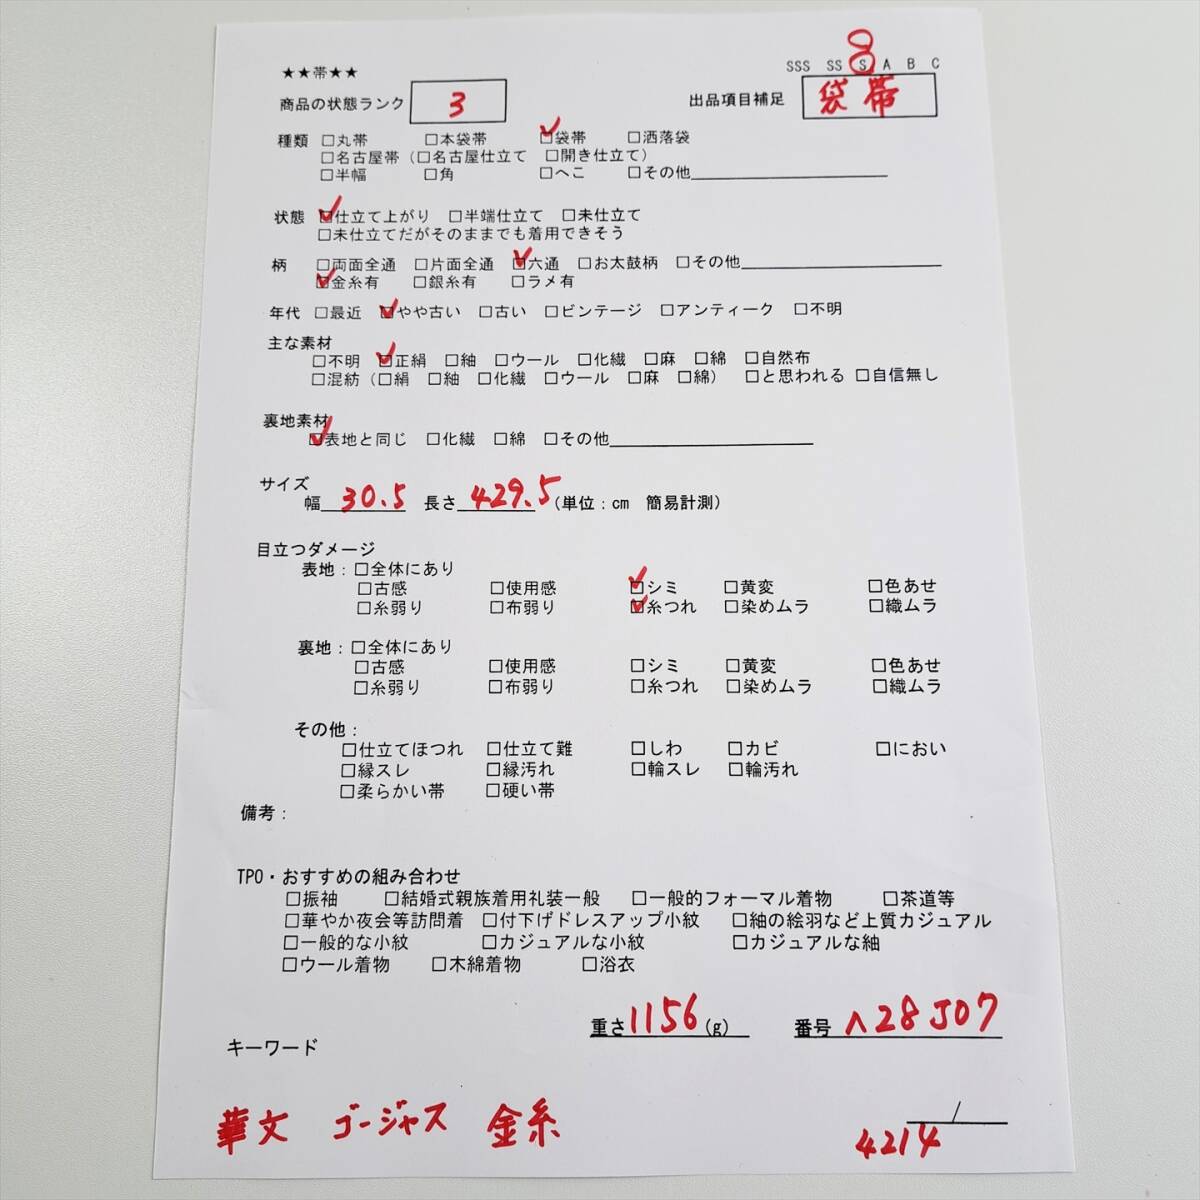 SSS SS S A B C
★★帯★★
商品の状態ランク 3 出品項目補足 袋帯
種類 □丸帯 □本袋帯 ☑袋帯 □洒落袋
□名古屋帯（□名古屋仕立て □開き仕立て）
□半幅 □角 □へこ □その他
状態 ☑仕立て上がり □半端仕立て □未仕立て
□未仕立てだがそのままでも着用できそう
柄 □両面全通 □片面全通 ☑六通 □お太鼓柄 □その他
☑金糸有 □銀糸有 □ラメ有
年代 □最近 ☑やや古い □古い □ビンテージ □アンティーク □不明
主な素材
□不明 ☑正絹 □紬 □ウール □化繊 □麻 □綿 □自然布
□混紡（□絹 □紬 □化繊 □ウール □麻 □綿） □と思われる □自信無し
裏地素材
☑表地と同じ □化繊 □綿 □その他
サイズ
幅 30.5 長さ 429.5 (単位：cm 簡易計測)
目立つダメージ
表地：□全体にあり
□古感 □使用感 ☑シミ □黄変 □色あせ
□糸弱り □布弱り ☑糸つれ □染めムラ □織ムラ
裏地：□全体にあり
□古感 □使用感 □シミ □黄変 □色あせ
□糸弱り □布弱り □糸つれ □染めムラ □織ムラ
その他：
□仕立てほつれ □仕立て難 □しわ □カビ □におい
□縁スレ □縁汚れ □輪スレ □輪汚れ
□柔らかい帯 □硬い帯
備考：
TPO・おすすめの組み合わせ
□振袖 □結婚式親族着用礼装一般 □一般的フォーマル着物 □茶道等
□華やか夜会等訪問着 □付下げドレスアップ小紋 □紬の絵羽など上質カジュアル
□一般的な小紋 □カジュアルな小紋 □カジュアルな紬
□ウール着物 □木綿着物 □浴衣
重さ 1156 (g) 番号 ハ28J07
キーワード
華文 ゴージャス 金糸
/
4214